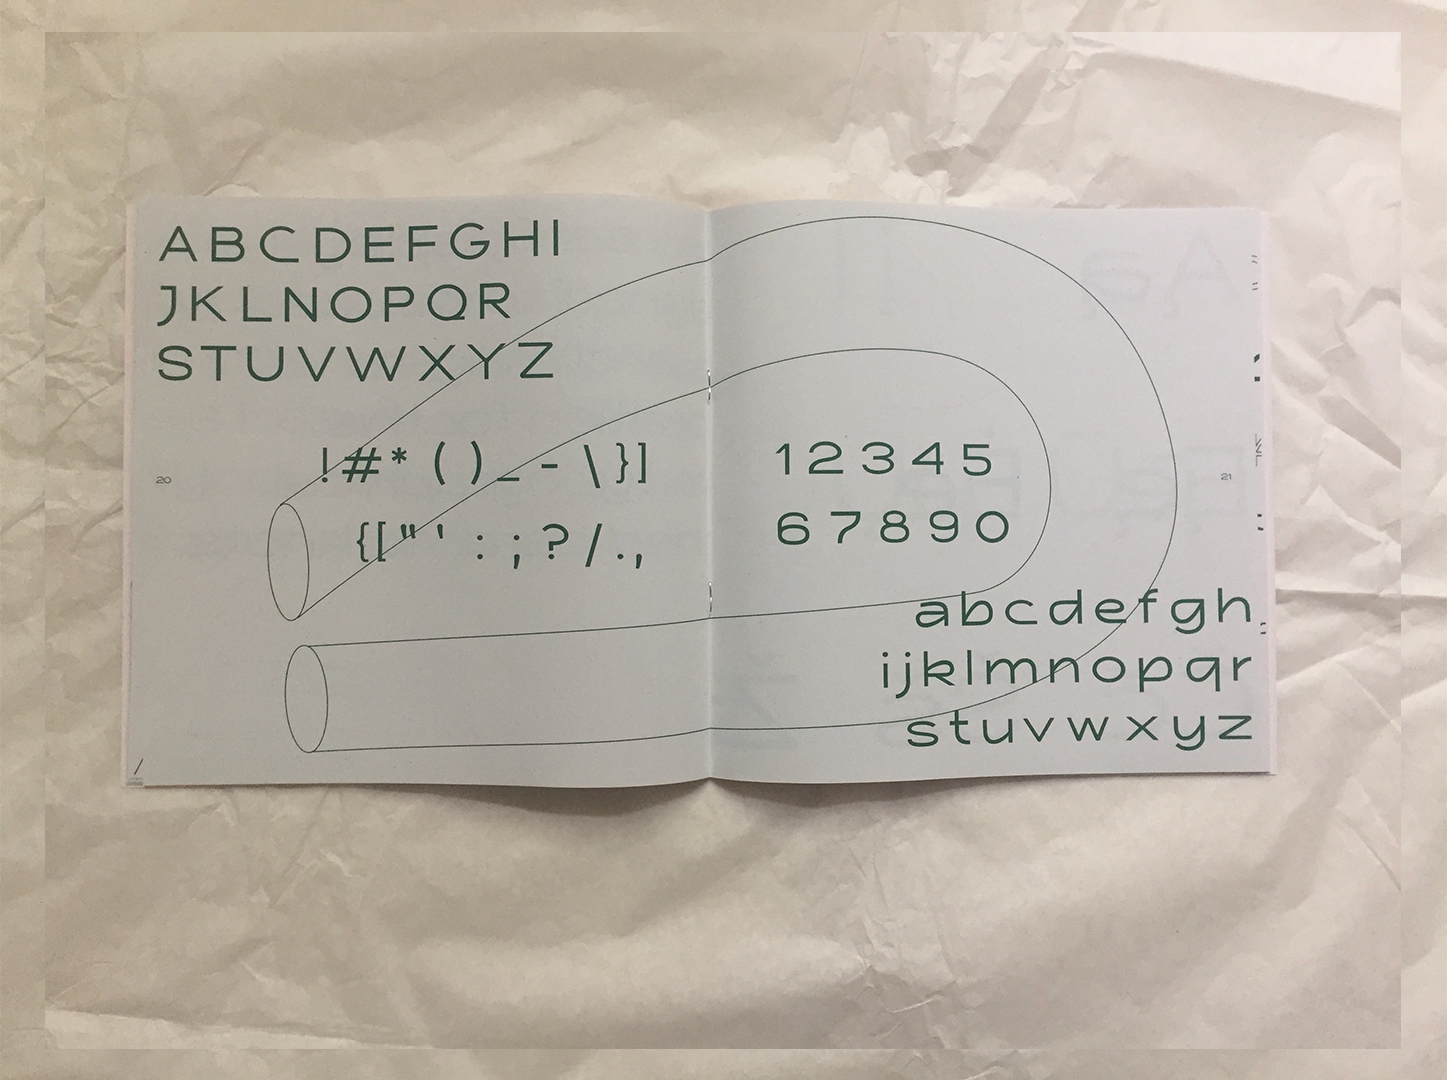 ABCDEFGHI
JKLNOPQR
STUVWXYZ
!#* ()_ - \}]
{[" ' : ; ? / . ,
20
12345
67890
21
abcdefgh
ijklmnopqr
stuvwxyz